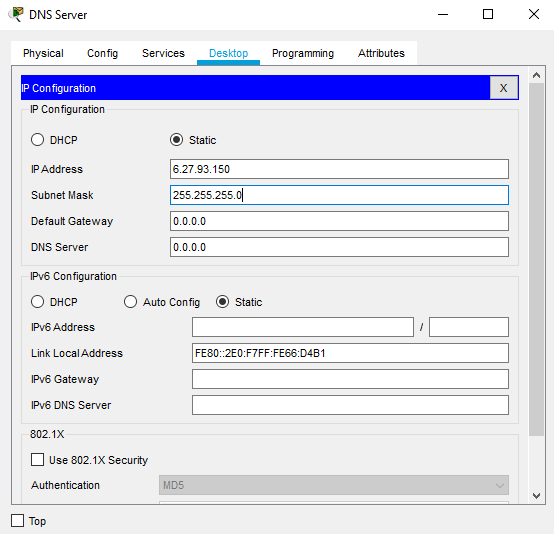 DNS Server
Physical Config Services Desktop Programming Attributes
IP Configuration X
IP Configuration
DHCP Static
IP Address 6.27.93.150
Subnet Mask 255.255.255.0
Default Gateway 0.0.0.0
DNS Server 0.0.0.0
IPv6 Configuration
DHCP Auto Config Static
IPv6 Address /
Link Local Address FE80::2E0:F7FF:FE66:D4B1
IPv6 Gateway
IPv6 DNS Server
802.1X
Use 802.1X Security
Authentication MD5
Top